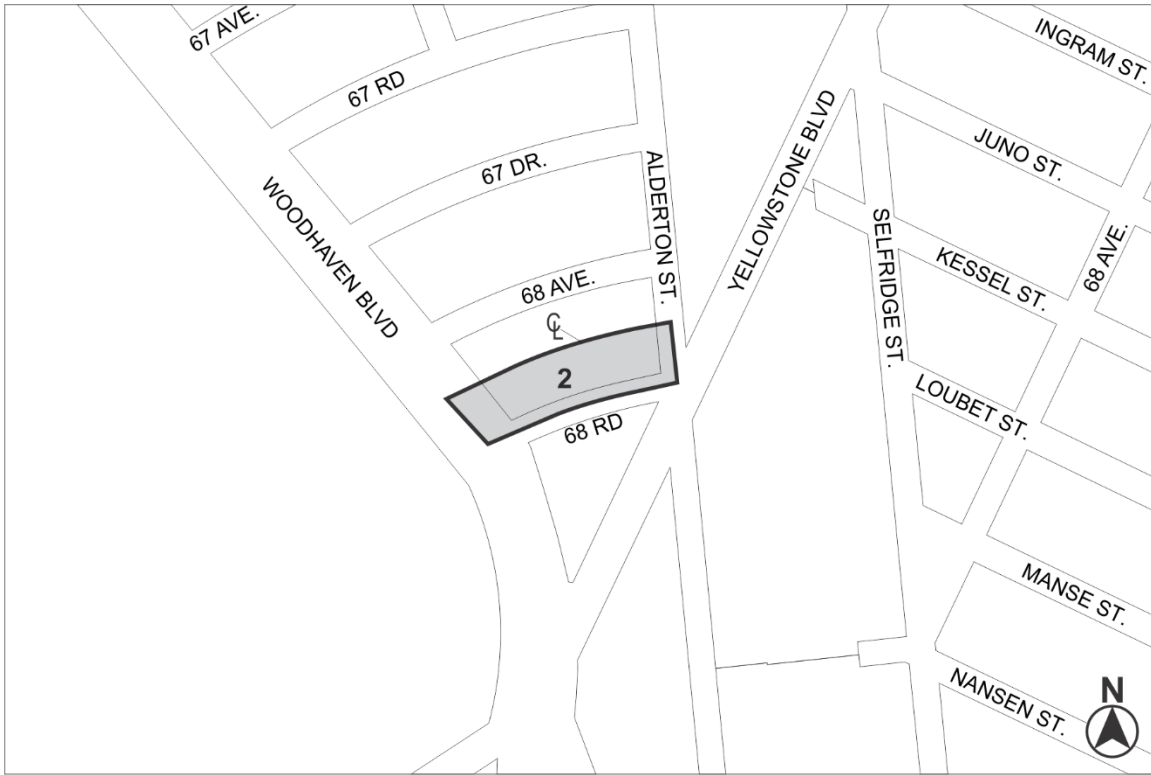 67 AVE.
INGRAM ST.
67 RD
JUNO ST.
67 DR.
ALDERTON ST.
YELLOWSTONE BLVD
WOODHAVEN BLVD
SELFRIDGE ST.
68 AVE.
KESSEL ST.
68 AVE.
CL
2
LOUBET ST.
68 RD
MANSE ST.
NANSEN ST.
N